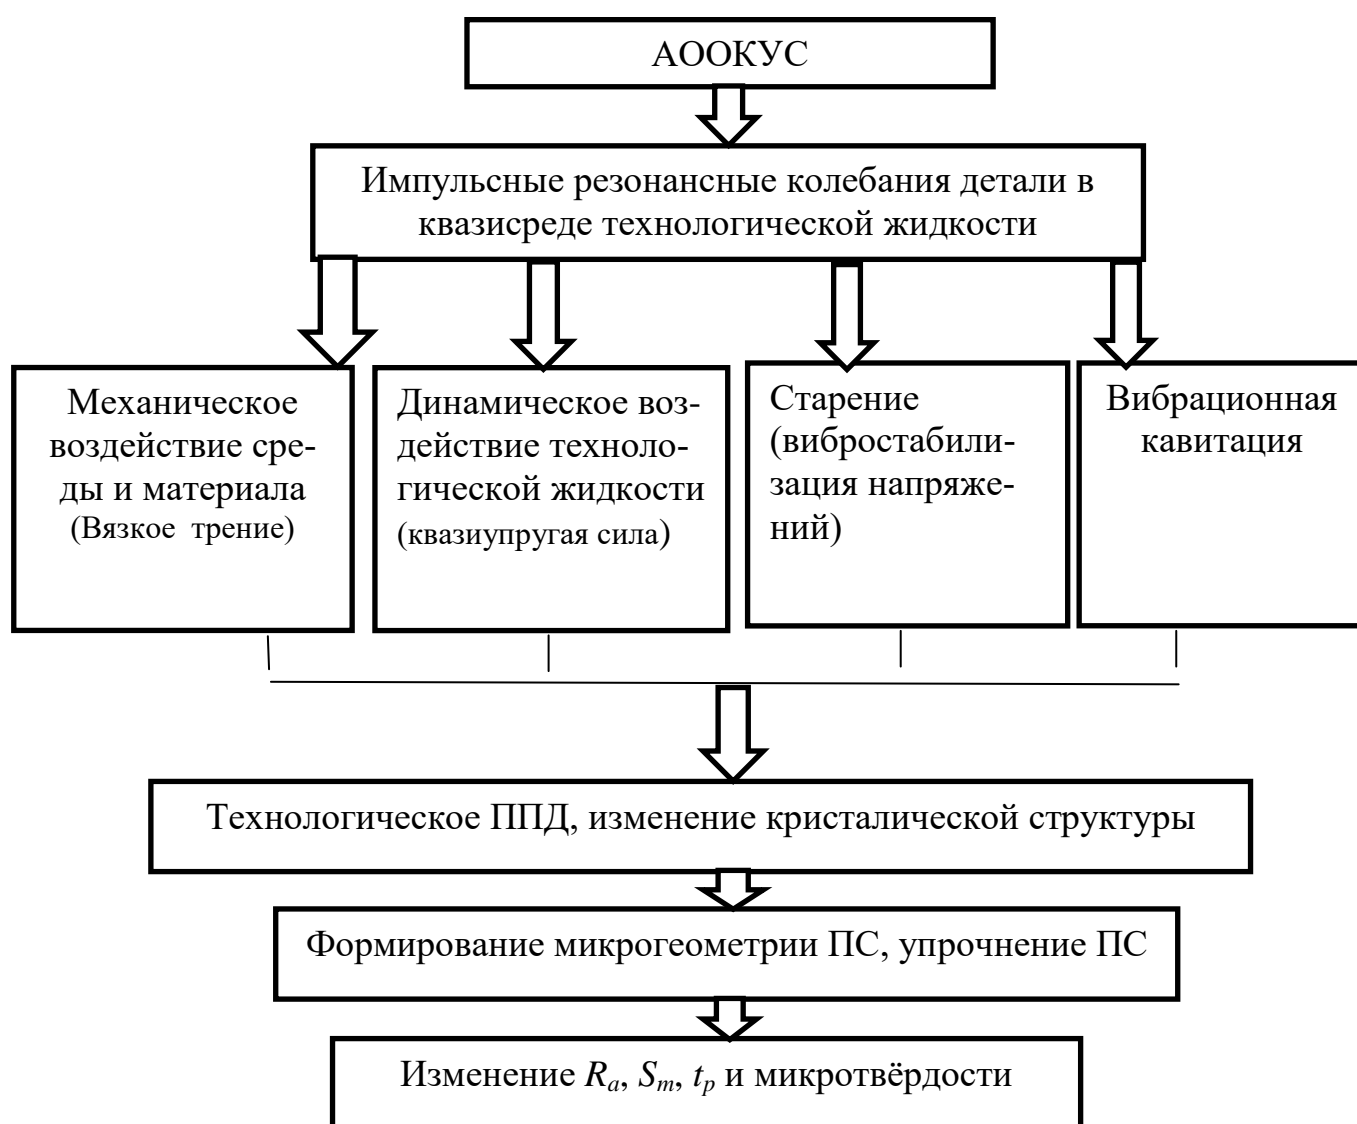 АООКУС
Импульсные резонансные колебания детали в
квазисреде технологической жидкости
Механическое
воздействие сре-
ды и материала
(Вязкое трение)
Динамическое воз-
действие техноло-
гической жидкости
(квазиупругая сила)
Старение
(вибростабили-
зация напряже-
ний)
Вибрационная
кавитация
Технологическое ППД, изменение кристалической структуры
Формирование микрогеометрии ПС, упрочнение ПС
Изменение Rₐ, Sₘ, tₚ и микротвёрдости